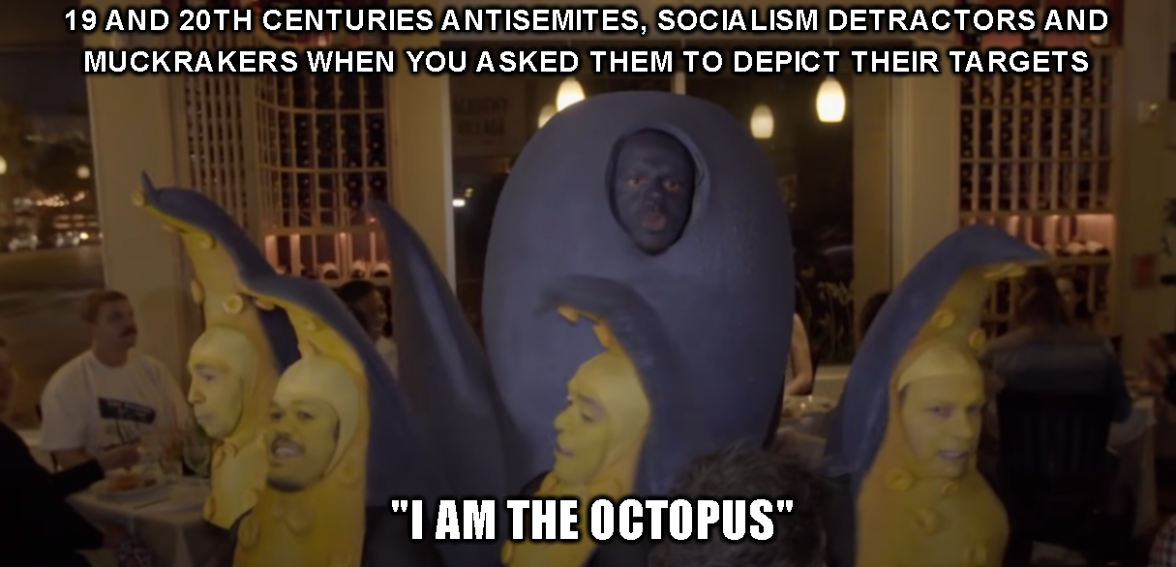 19 AND 20TH CENTURIES ANTISEMITES, SOCIALISM DETRACTORS AND
MUCKRAKERS WHEN YOU ASKED THEM TO DEPICT THEIR TARGETS
"I AM THE OCTOPUS"